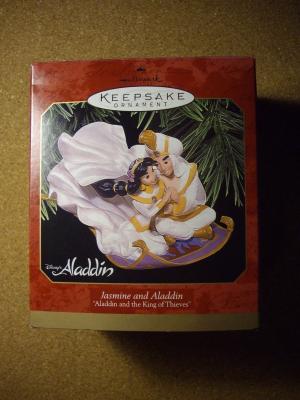 Hallmark
KEEPSAKE
ORNAMENT
Disney's Aladdin
Jasmine and Aladdin
"Aladdin and the King of Thieves"